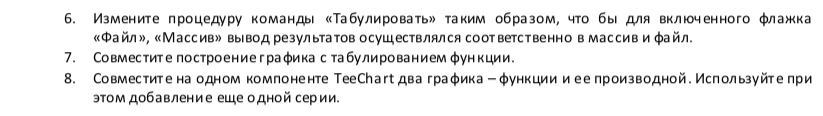 6. Измените процедуру команды «Табулировать» таким образом, что бы для включенного флажка
«Файл», «Массив» вывод результатов осуществлялся соответственно в массив и файл.
7. Совместите построение графика с табулированием функции.
8. Совместите на одном компоненте TeeChart два графика – функции и ее производной. Используйте при
этом добавление еще одной серии.